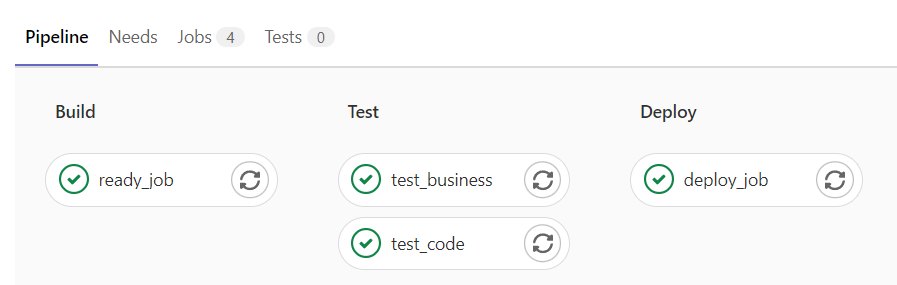 Pipeline Needs Jobs 4 Tests 0
Build Test Deploy
ready_job test_business deploy_job
test_code